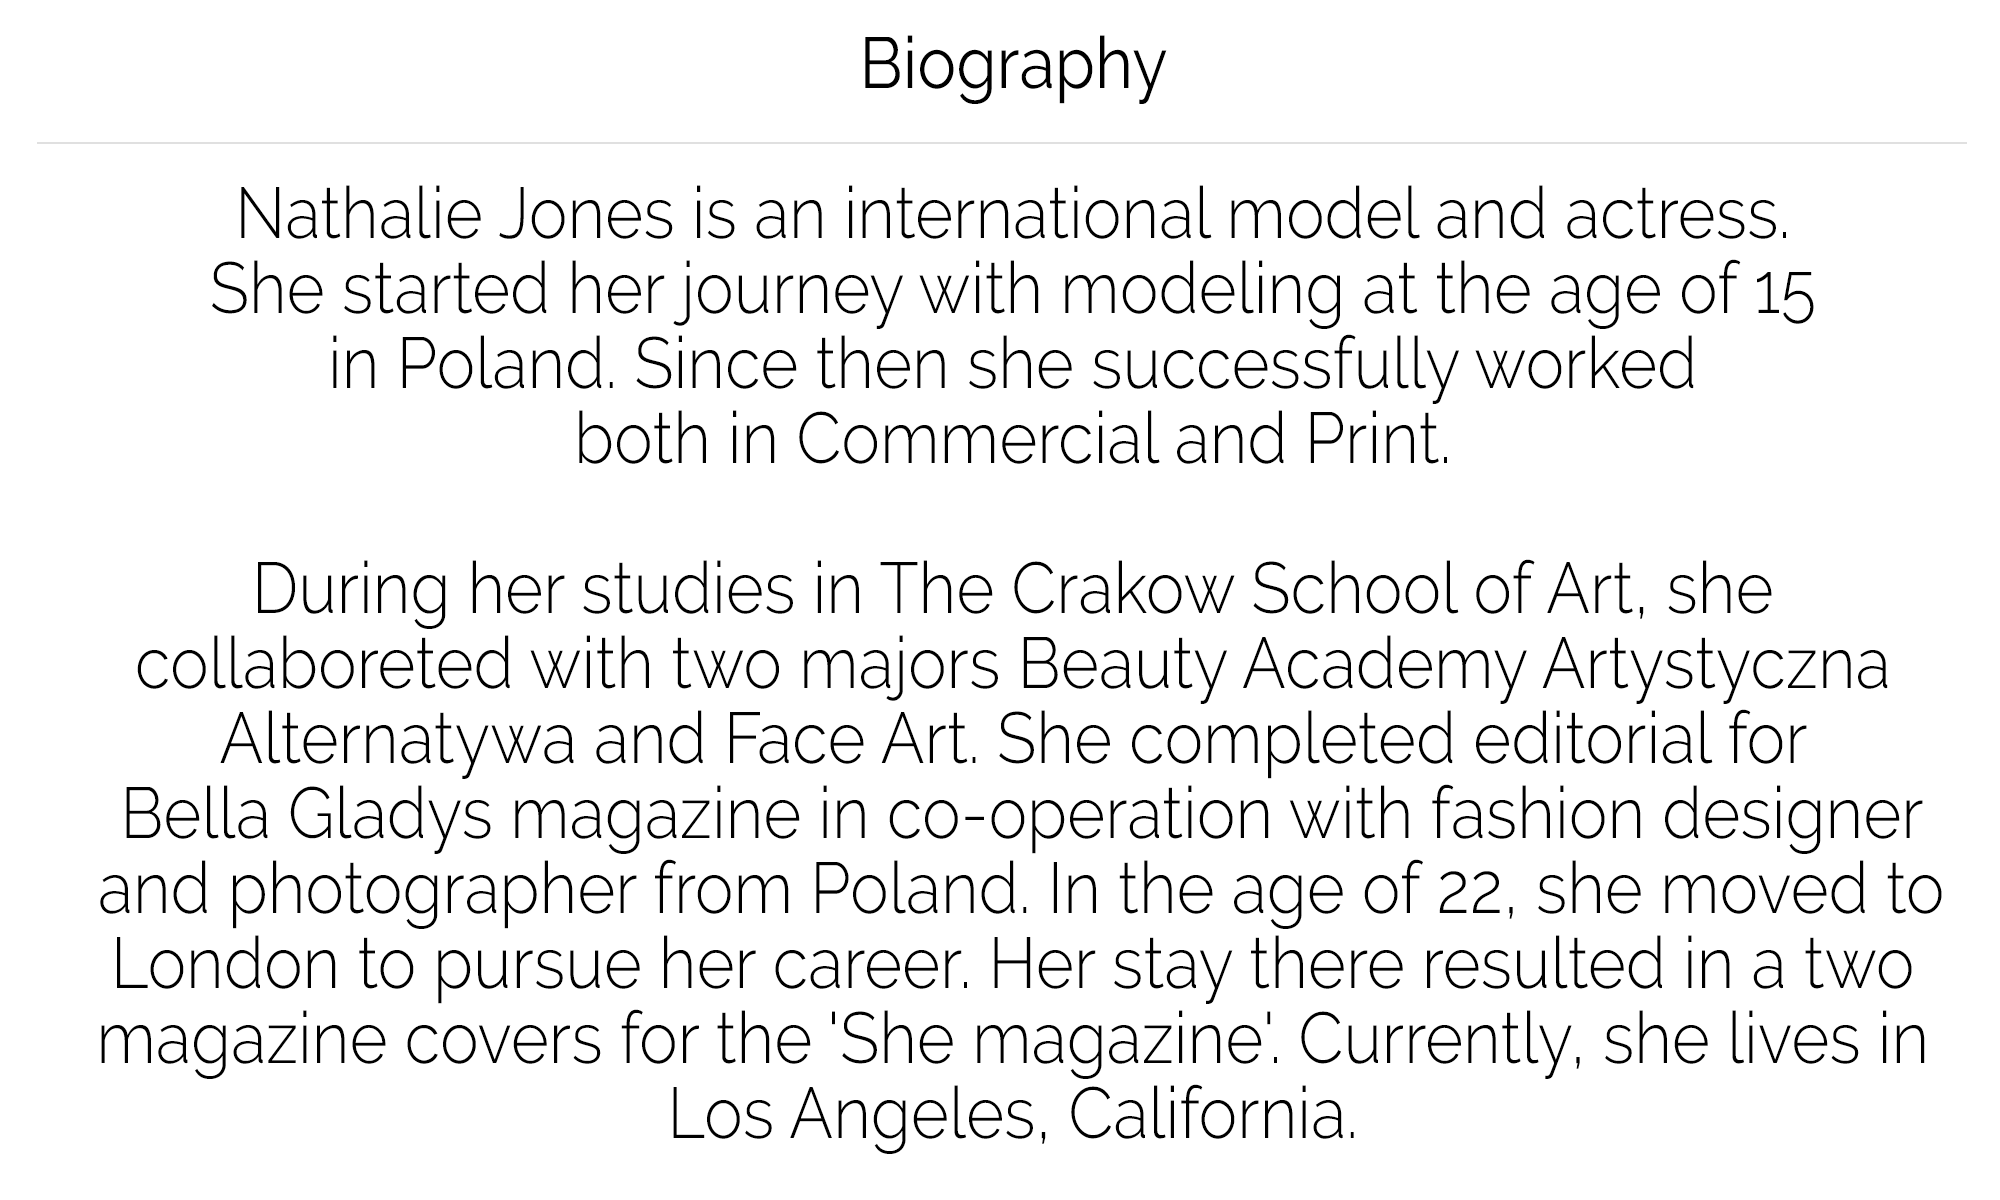 Biography
Nathalie Jones is an international model and actress.
She started her journey with modeling at the age of 15
in Poland. Since then she successfully worked
both in Commercial and Print.
During her studies in The Crakow School of Art, she
collaboreted with two majors Beauty Academy Artystyczna
Alternatywa and Face Art. She completed editorial for
Bella Gladys magazine in co-operation with fashion designer
and photographer from Poland. In the age of 22, she moved to
London to pursue her career. Her stay there resulted in a two
magazine covers for the 'She magazine'. Currently, she lives in
Los Angeles, California.